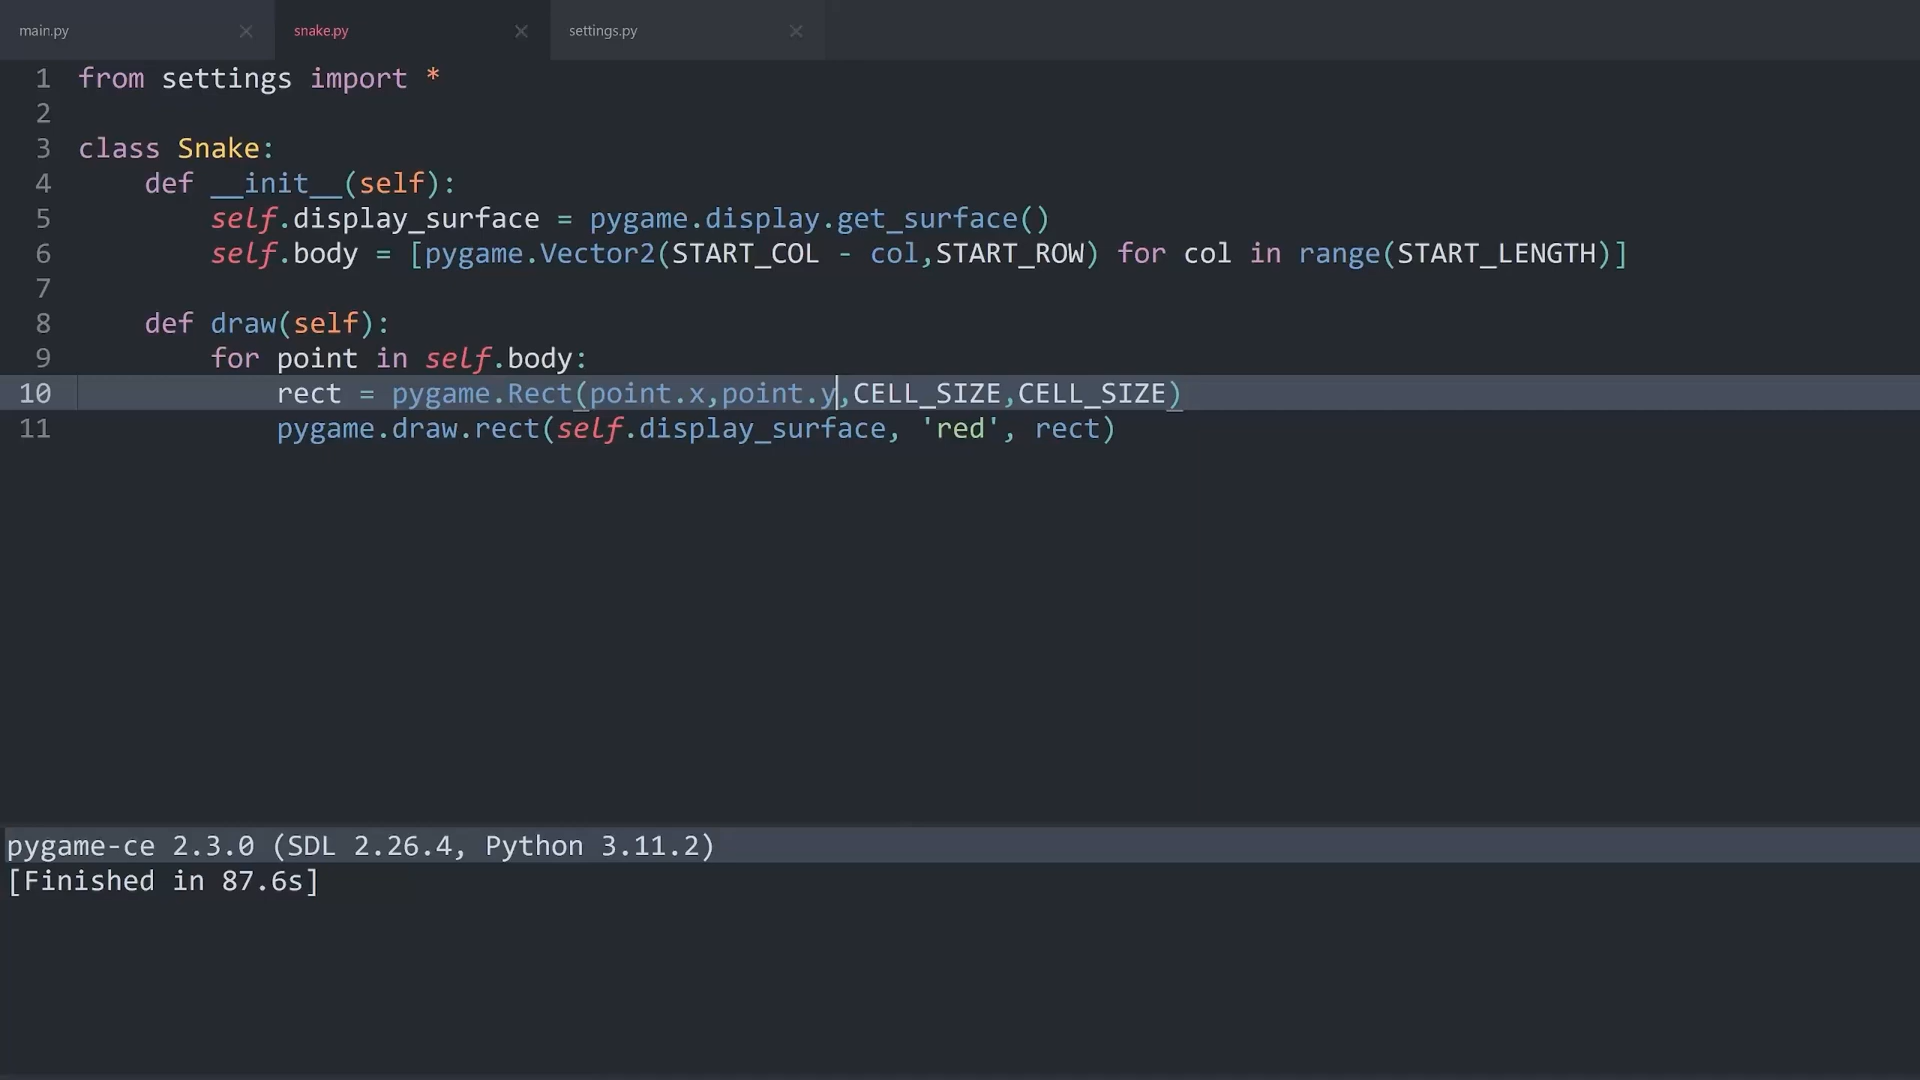 main.py × snake.py × settings.py ×
1 from settings import *
2
3 class Snake:
4     def __init__(self):
5         self.display_surface = pygame.display.get_surface()
6         self.body = [pygame.Vector2(START_COL - col,START_ROW) for col in range(START_LENGTH)]
7
8     def draw(self):
9         for point in self.body:
10             rect = pygame.Rect(point.x,point.y,CELL_SIZE,CELL_SIZE)
11             pygame.draw.rect(self.display_surface, 'red', rect)
pygame-ce 2.3.0 (SDL 2.26.4, Python 3.11.2)
[Finished in 87.6s]